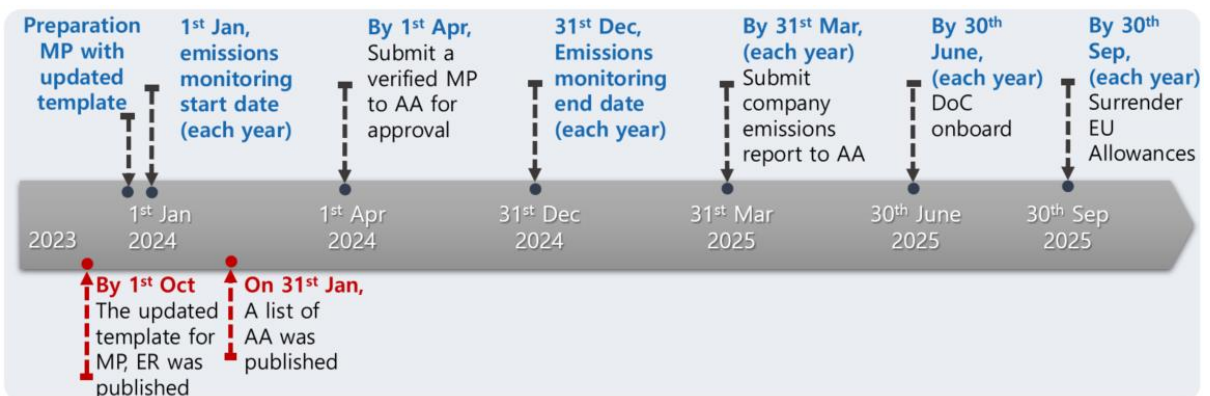 Preparation
MP with
updated
template
1st Jan,
emissions
monitoring
start date
(each year)
By 1st Apr,
Submit a
verified MP
to AA for
approval
31st Dec,
Emissions
monitoring
end date
(each year)
By 31st Mar,
(each year)
Submit
company
emissions
report to AA
By 30th
June,
(each year)
DoC
onboard
By 30th
Sep,
(each year)
Surrender
EU
Allowances
2023
1st Jan
2024
1st Apr
2024
31st Dec
2024
31st Mar
2025
30th June
2025
30th Sep
2025
By 1st Oct
The updated
template for
MP, ER was
published
On 31st Jan,
A list of
AA was
published